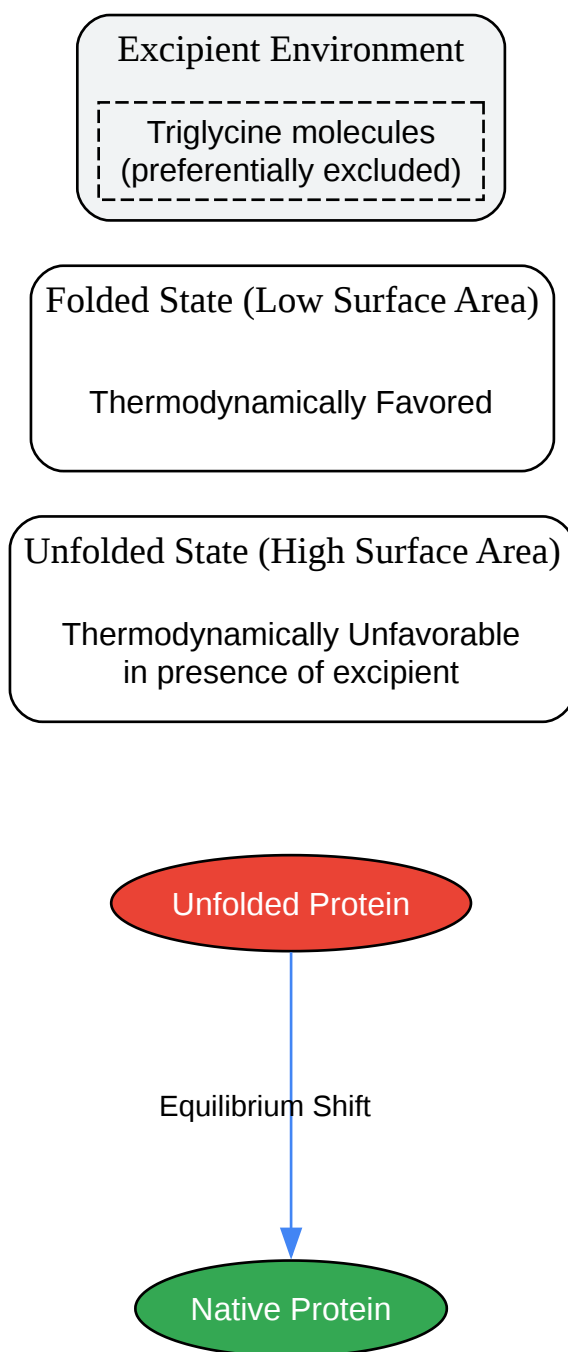 Excipient Environment
Triglycine molecules
(preferentially excluded)
Folded State (Low Surface Area)
Thermodynamically Favored
Unfolded State (High Surface Area)
Thermodynamically Unfavorable
in presence of excipient
Unfolded Protein
Equilibrium Shift
Native Protein